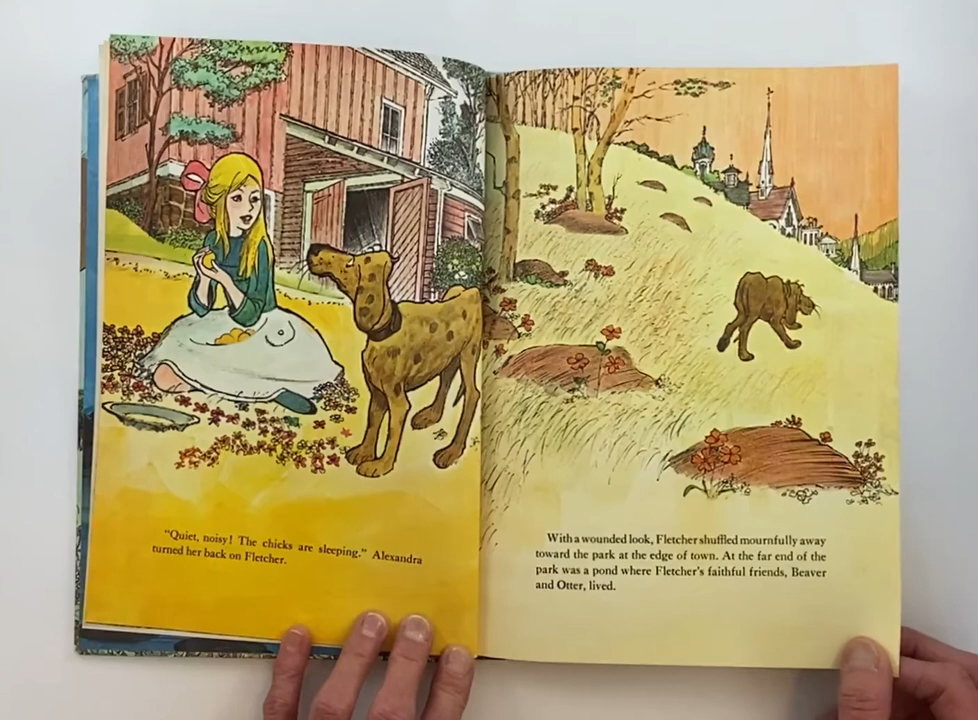 "Quiet, noisy! The chicks are sleeping." Alexandra
turned her back on Fletcher.
With a wounded look, Fletcher shuffled mournfully away
toward the park at the edge of town. At the far end of the
park was a pond where Fletcher's faithful friends, Beaver
and Otter, lived.